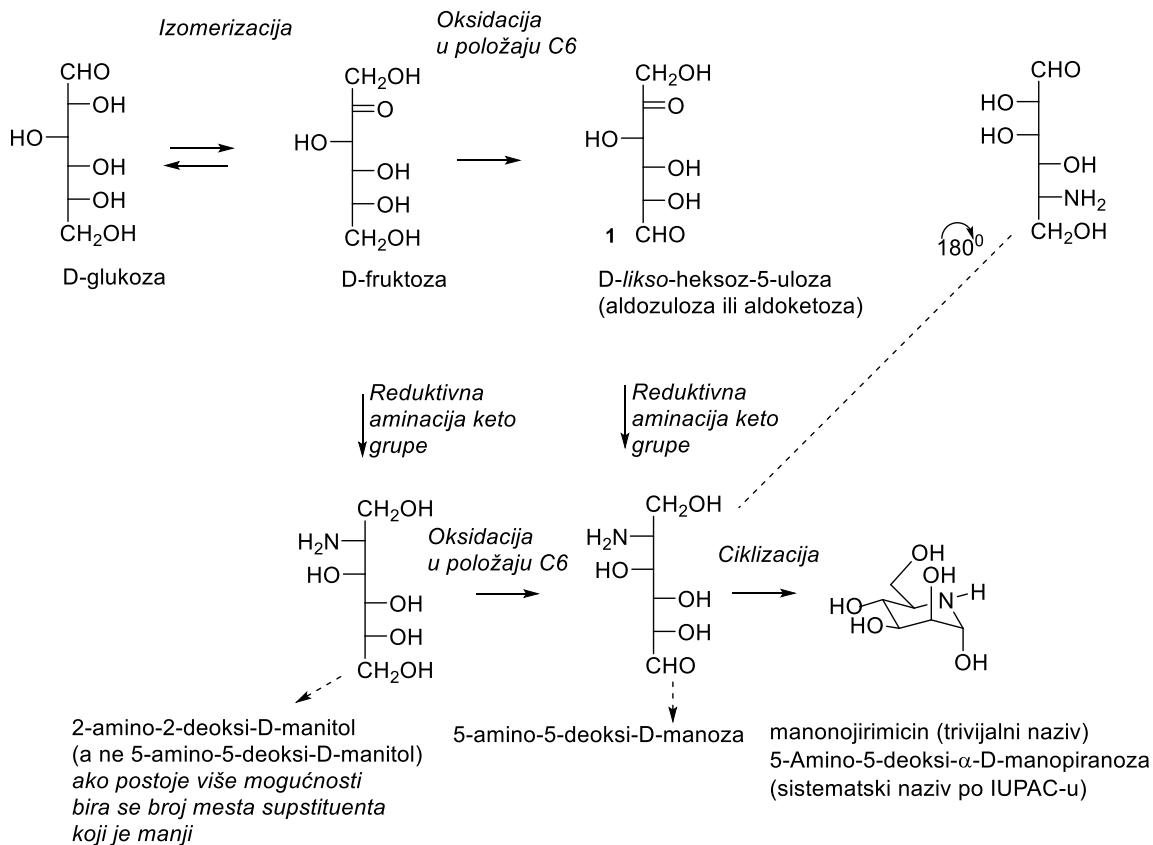 Izomerizacija
Oksidacija
u položaju C6
CHO
OH
HO
OH
OH
CH2OH
D-glukoza
CH2OH
O
HO
OH
OH
CH2OH
D-fruktoza
CH2OH
O
HO
OH
OH
1 CHO
D-likso-heksoz-5-uloza
(aldozuloza ili aldoketoza)
CHO
HO
HO
OH
NH2
CH2OH
180⁰
Reduktivna
aminacija keto
grupe
Reduktivna
aminacija keto
grupe
CH2OH
H2N
HO
OH
OH
CH2OH
Oksidacija
u položaju C6
CH2OH
H2N
HO
OH
OH
CHO
Ciklizacija
OH
OH
N H
HO
HO
OH
2-amino-2-deoksi-D-manitol
(a ne 5-amino-5-deoksi-D-manitol)
ako postoje više mogućnosti
bira se broj mesta supstituenta
koji je manji
5-amino-5-deoksi-D-manoza
manonojirimicin (trivijalni naziv)
5-Amino-5-deoksi-α-D-manopiranoza
(sistematski naziv po IUPAC-u)